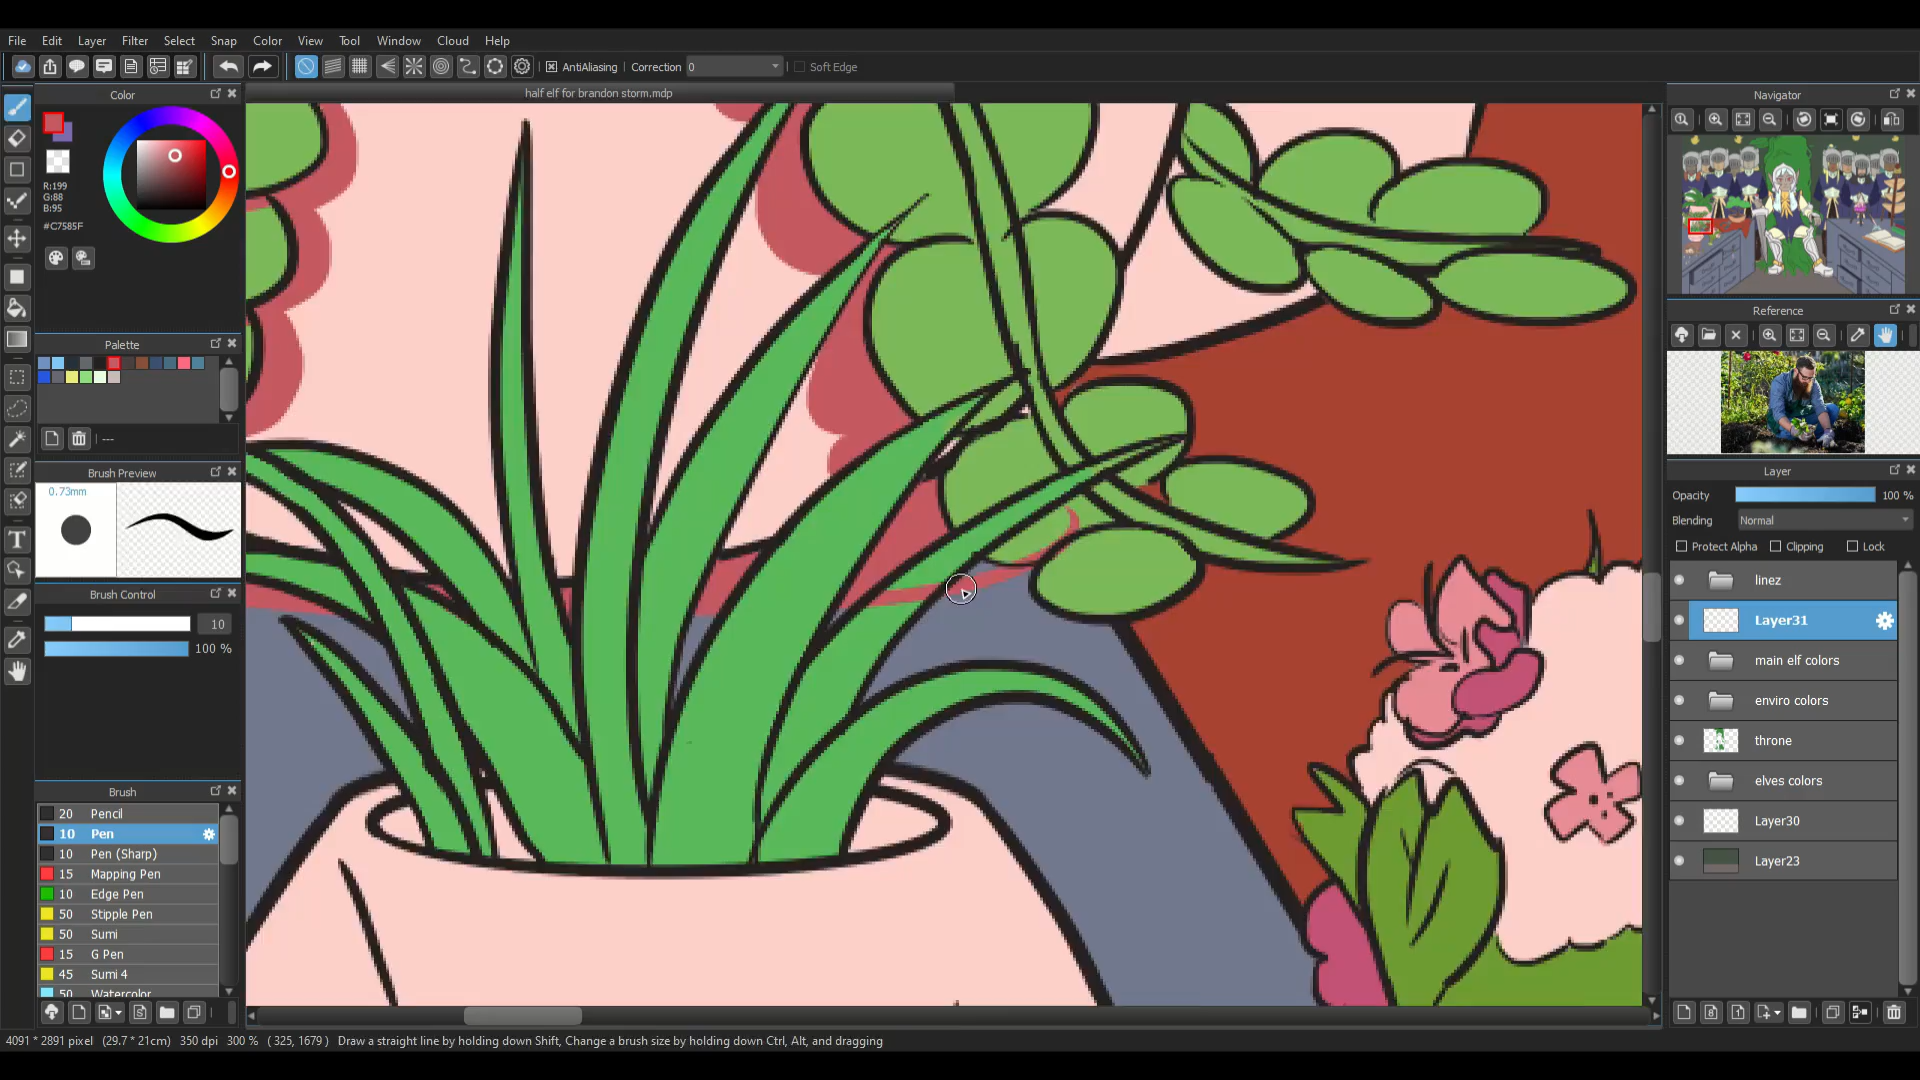 File Edit Layer Filter Select Snap Color View Tool Window Cloud Help
AntiAliasing Correction 0 Soft Edge
Color
half elf for brandon storm.mdp
Navigator
R:199
G:88
B:95
#C7585F
Reference
Palette
---
Brush Preview
0.73mm
Layer
Opacity 100 %
Blending Normal
Protect Alpha Clipping Lock
Brush Control
10
100 %
linez
Layer31
main elf colors
enviro colors
throne
elves colors
Layer30
Layer23
Brush
20 Pencil
10 Pen
10 Pen (Sharp)
15 Mapping Pen
10 Edge Pen
50 Stipple Pen
50 Sumi
15 G Pen
45 Sumi 4
50 Watercolor
4091 * 2891 pixel (29.7 * 21cm) 350 dpi 300 % ( 325, 1679 ) Draw a straight line by holding down Shift, Change a brush size by holding down Ctrl, Alt, and dragging